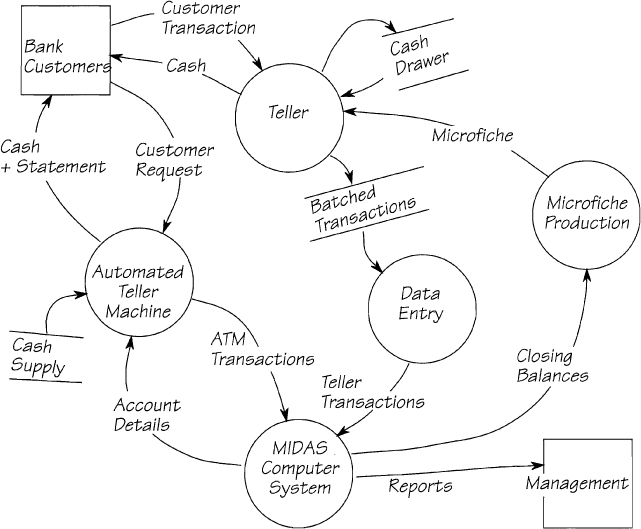 Customer
Transaction
Bank
Customers
Cash
Cash
Drawer
Teller
Microfiche
Cash
+ Statement
Customer
Request
Batched
Transactions
Microfiche
Production
Automated
Teller
Machine
Data
Entry
Cash
Supply
ATM
Transactions
Closing
Balances
Teller
Transactions
Account
Details
MIDAS
Computer
System
Reports
Management